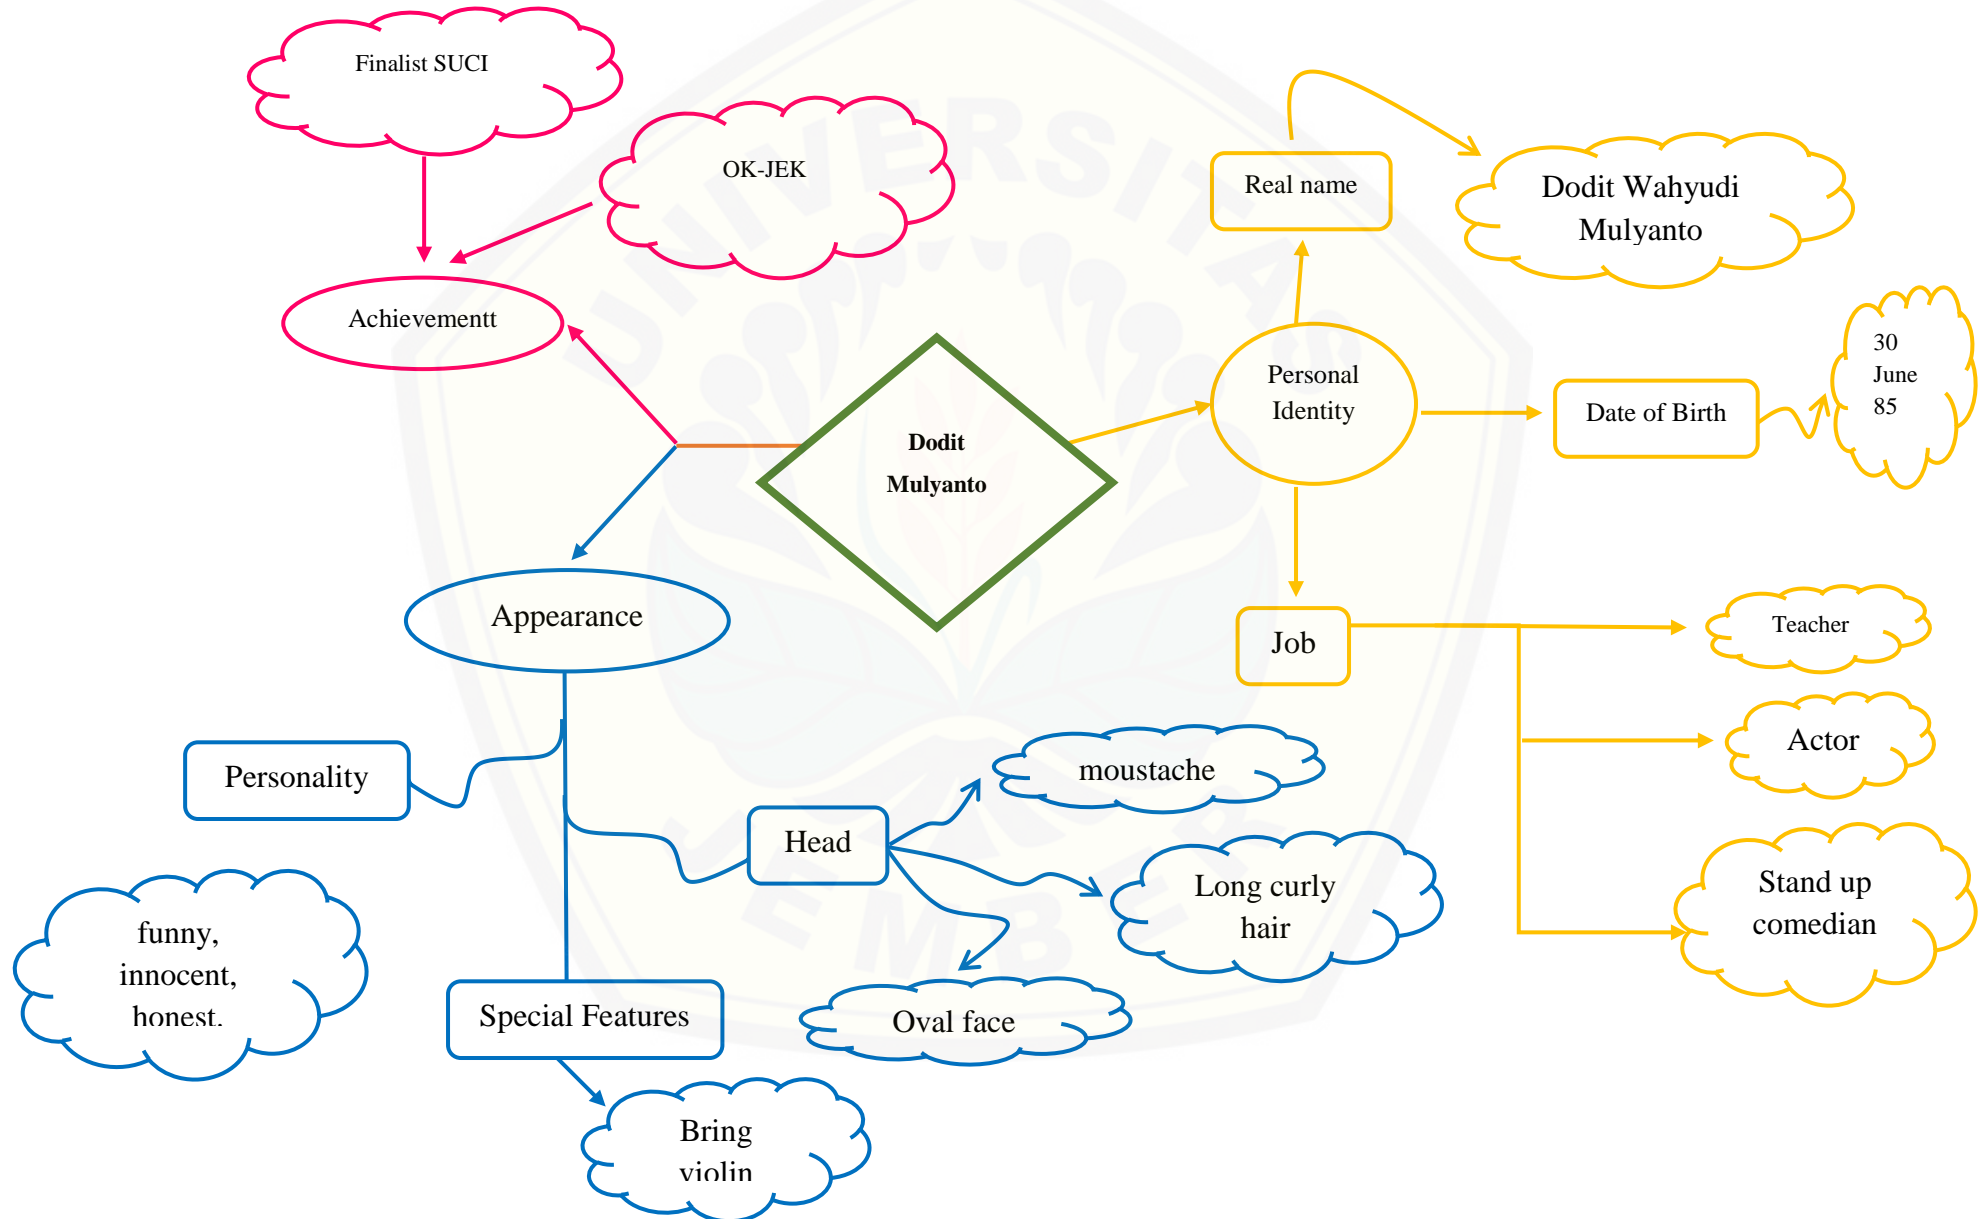 Finalist SUCI
OK-JEK
Achievementt
Real name
Dodit Wahyudi
Mulyanto
Personal
Identity
Date of Birth
30
June
85
Dodit
Mulyanto
Appearance
Job
Teacher
Actor
Stand up
comedian
Personality
funny,
innocent,
honest.
Head
moustache
Long curly
hair
Oval face
Special Features
Bring
violin
UNIVERSITAS
JEMBER